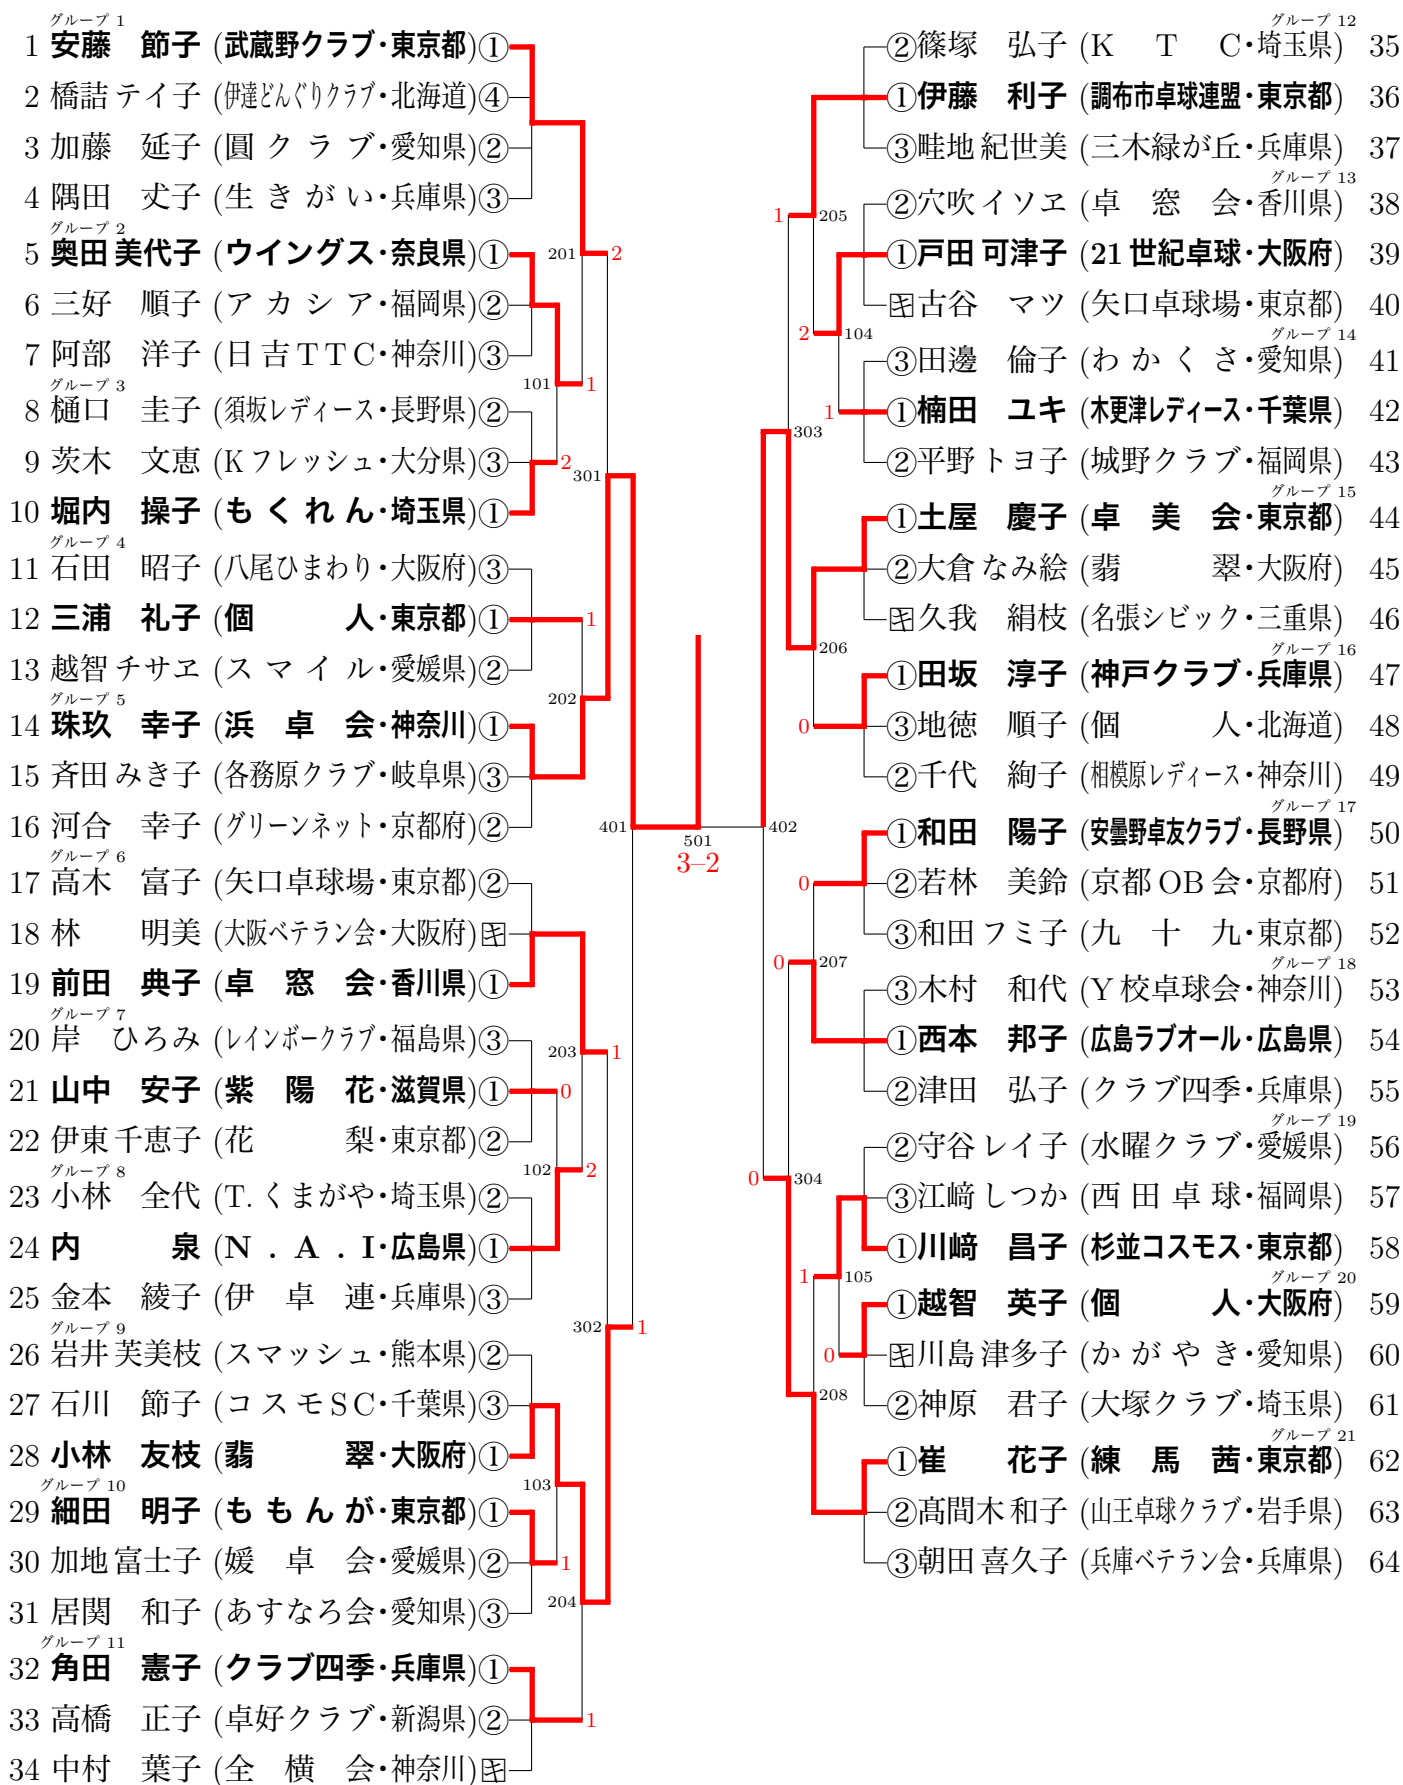 グループ 1
1 安藤 節子 (武蔵野クラブ・東京都)①
2 橋詰テイ子 (伊達どんぐりクラブ・北海道)④
3 加藤 延子 (圓クラブ・愛知県)②
4 隅田 丈子 (生きがい・兵庫県)③
グループ 2
5 奥田美代子 (ウイングス・奈良県)①
6 三好 順子 (アカシア・福岡県)②
7 阿部 洋子 (日吉TTC・神奈川)③
グループ 3
8 樋口 圭子 (須坂レディース・長野県)②
9 茨木 文恵 (Kフレッシュ・大分県)③
10 堀内 操子 (もくれん・埼玉県)①
グループ 4
11 石田 昭子 (八尾ひまわり・大阪府)③
12 三浦 礼子 (個人・東京都)①
13 越智チサエ (スマイル・愛媛県)②
グループ 5
14 珠玖 幸子 (浜卓会・神奈川)①
15 斉田みき子 (各務原クラブ・岐阜県)③
16 河合 幸子 (グリーンネット・京都府)②
グループ 6
17 高木 富子 (矢口卓球場・東京都)②
18 林 明美 (大阪ベテラン会・大阪府)キ
19 前田 典子 (卓窓会・香川県)①
グループ 7
20 岸 ひろみ (レインボークラブ・福島県)③
21 山中 安子 (紫陽花・滋賀県)①
22 伊東千恵子 (花梨・東京都)②
グループ 8
23 小林 全代 (T.くまがや・埼玉県)②
24 内 泉 (N.A.I・広島県)①
25 金本 綾子 (伊卓連・兵庫県)③
グループ 9
26 岩井芙美枝 (スマッシュ・熊本県)②
27 石川 節子 (コスモSC・千葉県)③
28 小林 友枝 (翡翠・大阪府)①
グループ 10
29 細田 明子 (ももんが・東京都)①
30 加地富士子 (媛卓会・愛媛県)②
31 居関 和子 (あすなろ会・愛知県)③
グループ 11
32 角田 憲子 (クラブ四季・兵庫県)①
33 高橋 正子 (卓好クラブ・新潟県)②
34 中村 葉子 (全横会・神奈川)キ
201
2
101
1
2
301
1
202
401
203
1
0
102
2
302
1
103
1
204
1
501
3–2
402
1
205
2
104
1
303
206
0
0
0
207
0
304
1
105
0
208
グループ 12
②篠塚 弘子 (KTC・埼玉県) 35
①伊藤 利子 (調布市卓球連盟・東京都) 36
③畦地紀世美 (三木緑が丘・兵庫県) 37
グループ 13
②穴吹イソヱ (卓窓会・香川県) 38
①戸田可津子 (21世紀卓球・大阪府) 39
キ古谷 マツ (矢口卓球場・東京都) 40
グループ 14
③田邊 倫子 (わかくさ・愛知県) 41
①楠田 ユキ (木更津レディース・千葉県) 42
②平野トヨ子 (城野クラブ・福岡県) 43
グループ 15
①土屋 慶子 (卓美会・東京都) 44
②大倉なみ絵 (翡翠・大阪府) 45
キ久我 絹枝 (名張シビック・三重県) 46
グループ 16
①田坂 淳子 (神戸クラブ・兵庫県) 47
③地徳 順子 (個人・北海道) 48
②千代 絢子 (相模原レディース・神奈川) 49
グループ 17
①和田 陽子 (安曇野卓友クラブ・長野県) 50
②若林 美鈴 (京都OB会・京都府) 51
③和田フミ子 (九十九・東京都) 52
グループ 18
③木村 和代 (Y校卓球会・神奈川) 53
①西本 邦子 (広島ラブオール・広島県) 54
②津田 弘子 (クラブ四季・兵庫県) 55
グループ 19
②守谷レイ子 (水曜クラブ・愛媛県) 56
③江﨑しつか (西田卓球・福岡県) 57
①川﨑 昌子 (杉並コスモス・東京都) 58
グループ 20
①越智 英子 (個人・大阪府) 59
キ川島津多子 (かがやき・愛知県) 60
②神原 君子 (大塚クラブ・埼玉県) 61
グループ 21
①崔 花子 (練馬茜・東京都) 62
②髙間木和子 (山王卓球クラブ・岩手県) 63
③朝田喜久子 (兵庫ベテラン会・兵庫県) 64